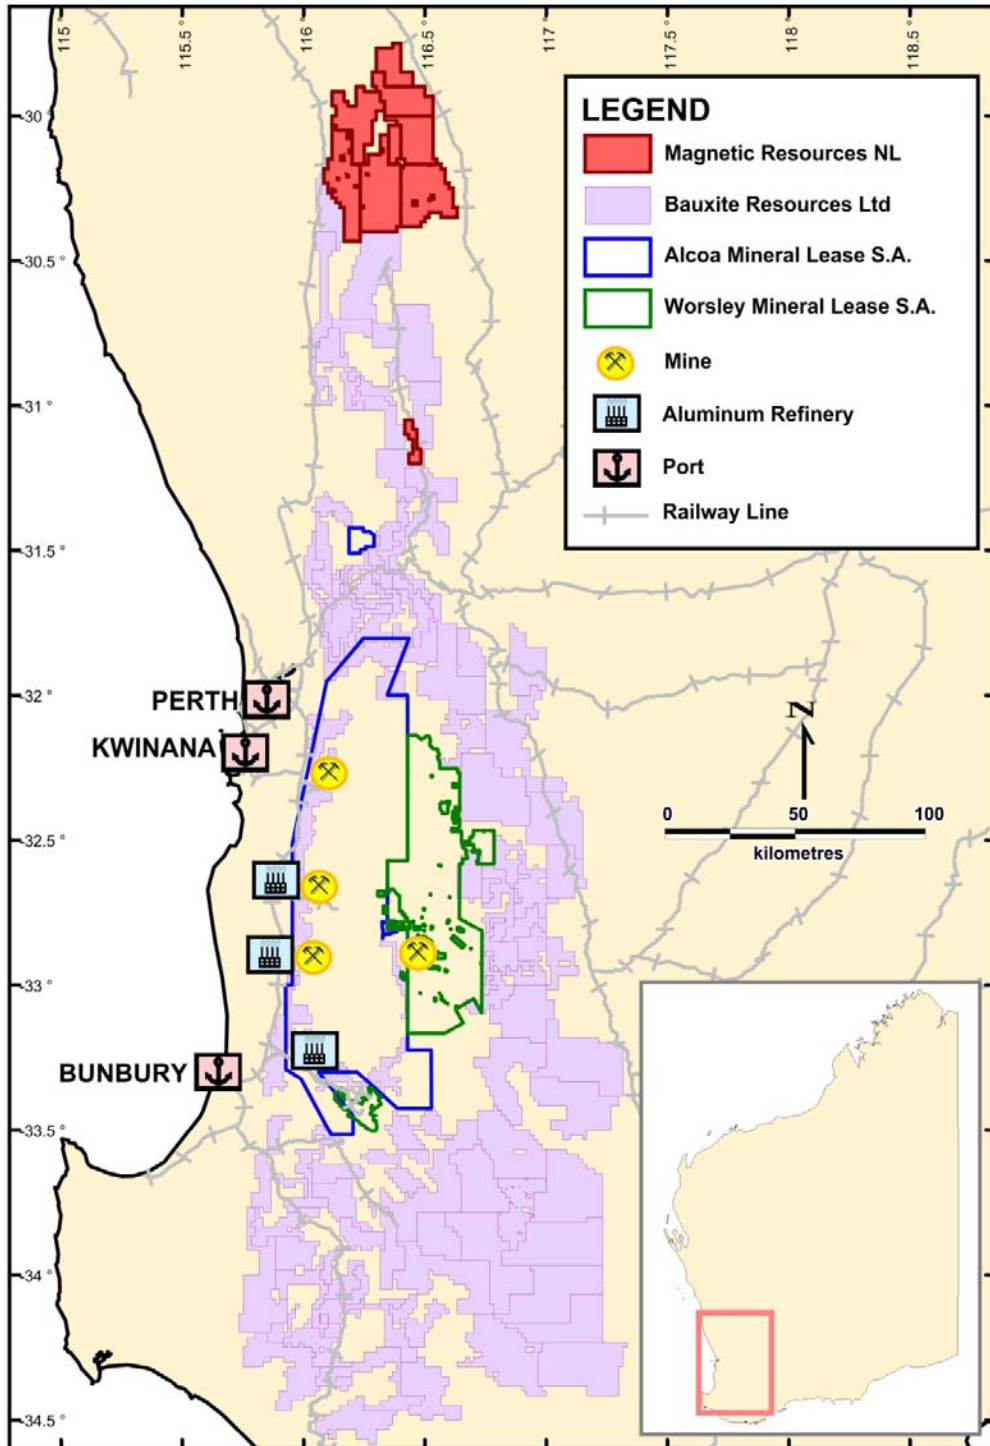 115°
115.5°
116°
116.5°
117°
117.5°
118°
118.5°
-30°
-30.5°
-31°
-31.5°
-32°
-32.5°
-33°
-33.5°
-34°
-34.5°
LEGEND
Magnetic Resources NL
Bauxite Resources Ltd
Alcoa Mineral Lease S.A.
Worsley Mineral Lease S.A.
Mine
Aluminum Refinery
Port
Railway Line
PERTH
KWINANA
BUNBURY
N
0 50 100
kilometres